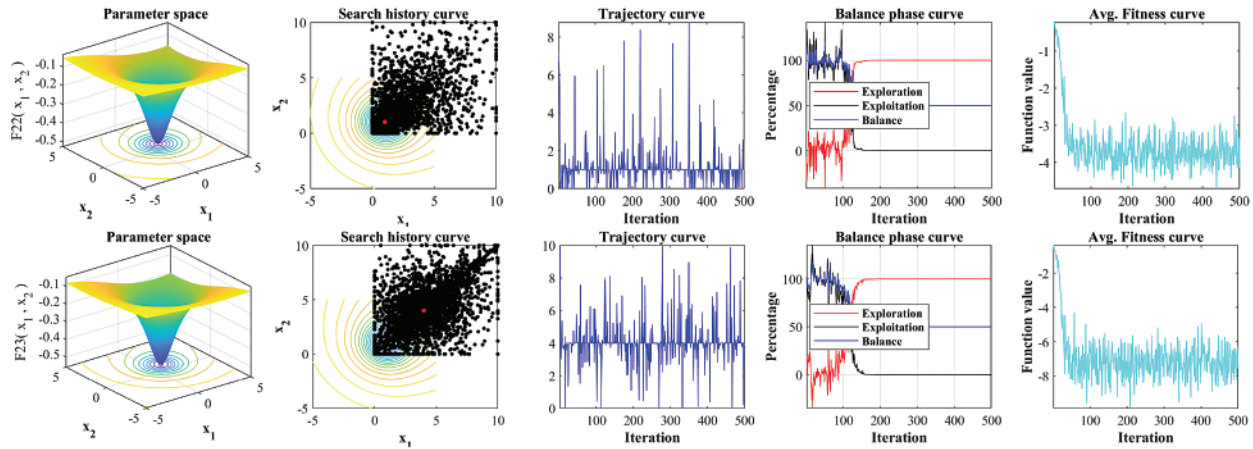 Parameter space
F22( x₁ , x₂ )
-0.1
-0.2
-0.3
-0.4
-0.5
5
0
-5
x₂
-5
0
5
x₁
Search history curve
x₂
10
5
0
-5
-5
0
5
10
x₁
Trajectory curve
8
6
4
2
0
100 200 300 400 500
Iteration
Balance phase curve
Percentage
100
50
0
Exploration
Exploitation
Balance
100 200 300 400 500
Iteration
Avg. Fitness curve
Function value
-1
-2
-3
-4
0 100 200 300 400 500
Iteration
Parameter space
F23( x₁ , x₂ )
-0.1
-0.2
-0.3
-0.4
-0.5
5
0
-5
x₂
-5
0
5
x₁
Search history curve
x₂
10
5
0
-5
-5
0
5
10
x₁
Trajectory curve
10
8
6
4
2
0
100 200 300 400 500
Iteration
Balance phase curve
Percentage
100
50
0
Exploration
Exploitation
Balance
100 200 300 400 500
Iteration
Avg. Fitness curve
Function value
-2
-4
-6
-8
0 100 200 300 400 500
Iteration